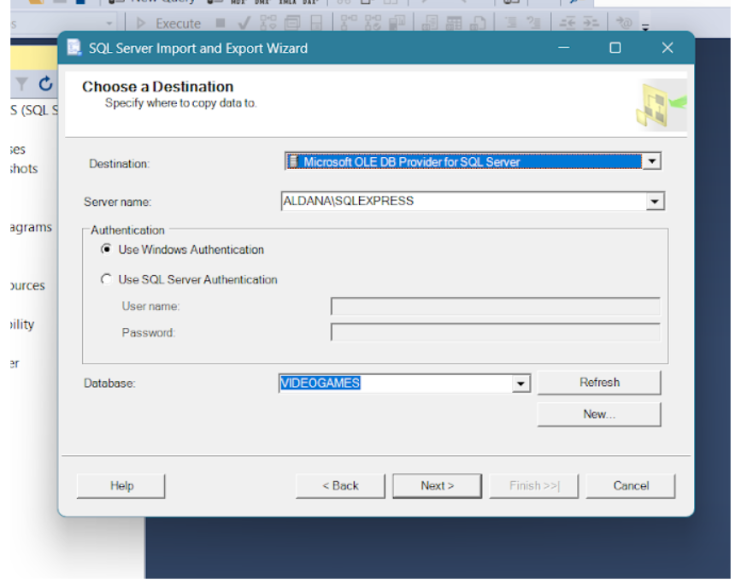 New Query
Execute
SQL Server Import and Export Wizard
Choose a Destination
Specify where to copy data to.
S (SQL S
ses
shots
agrams
ources
bility
er
Destination:
Microsoft OLE DB Provider for SQL Server
Server name:
ALDANA\SQLEXPRESS
Authentication
Use Windows Authentication
Use SQL Server Authentication
User name:
Password:
Database:
VIDEOGAMES
Refresh
New...
Help
< Back
Next >
Finish >>|
Cancel